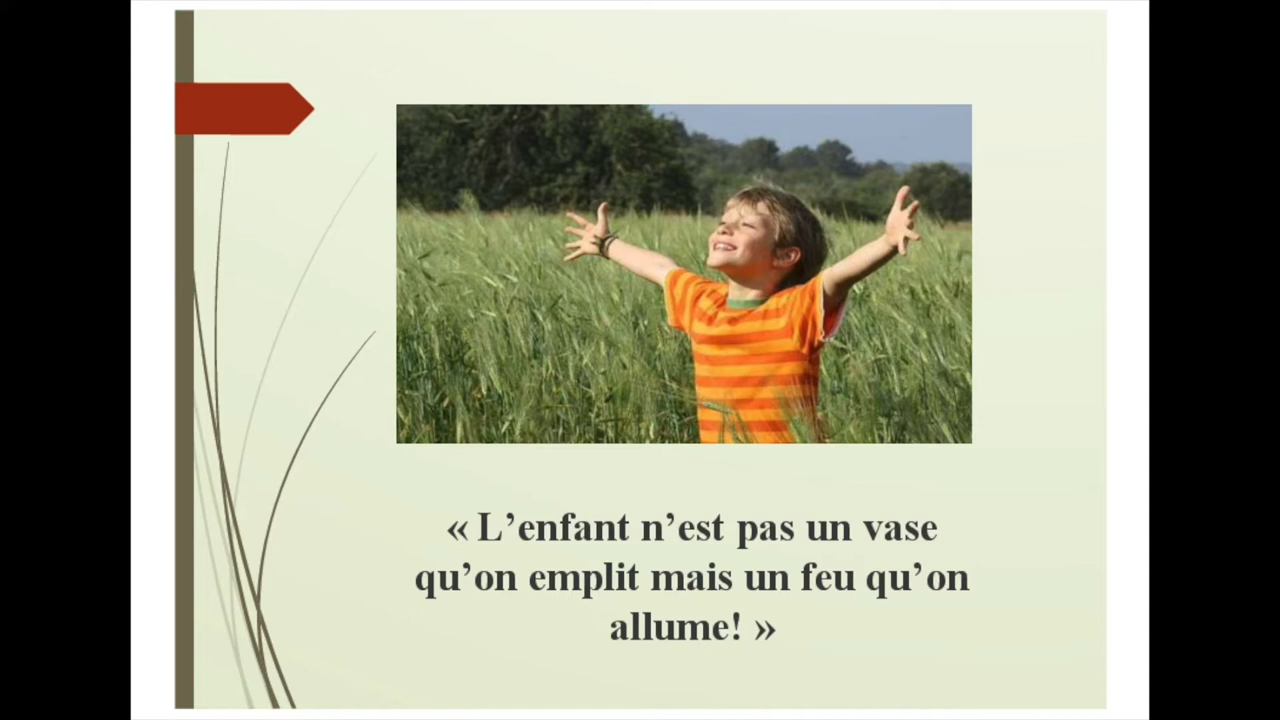 « L’enfant n’est pas un vase
qu’on emplit mais un feu qu’on
allume! »